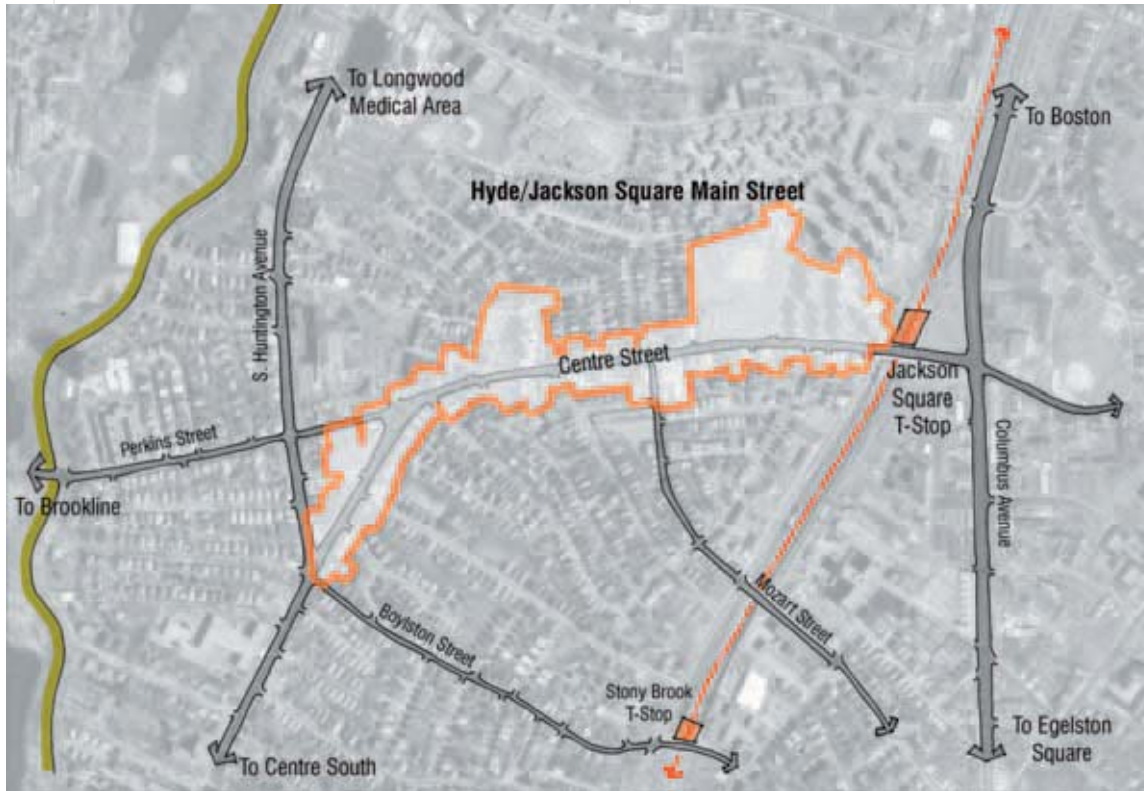 To Longwood
Medical Area
To Boston
Hyde/Jackson Square Main Street
S. Huntington Avenue
Centre Street
Jackson
Square
T-Stop
Perkins Street
To Brookline
Columbus Avenue
Mozart Street
Boylston Street
Stony Brook
T-Stop
To Centre South
To Egelston
Square